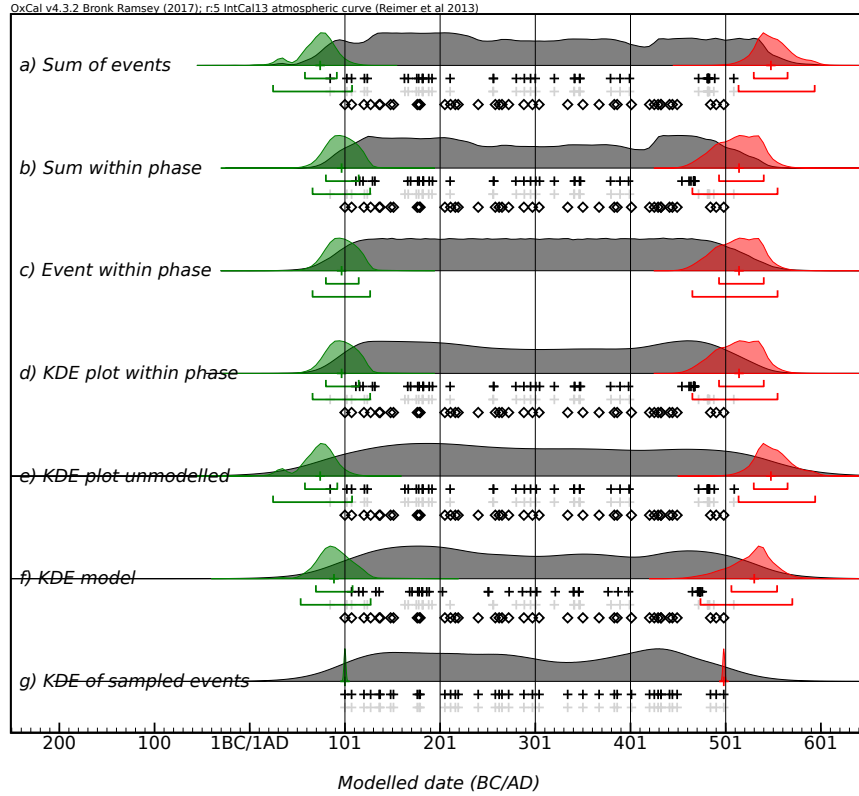 OxCal v4.3.2 Bronk Ramsey (2017); r:5 IntCal13 atmospheric curve (Reimer et al 2013)
a) Sum of events
b) Sum within phase
c) Event within phase
d) KDE plot within phase
e) KDE plot unmodelled
f) KDE model
g) KDE of sampled events
200 100 1BC/1AD 101 201 301 401 501 601
Modelled date (BC/AD)